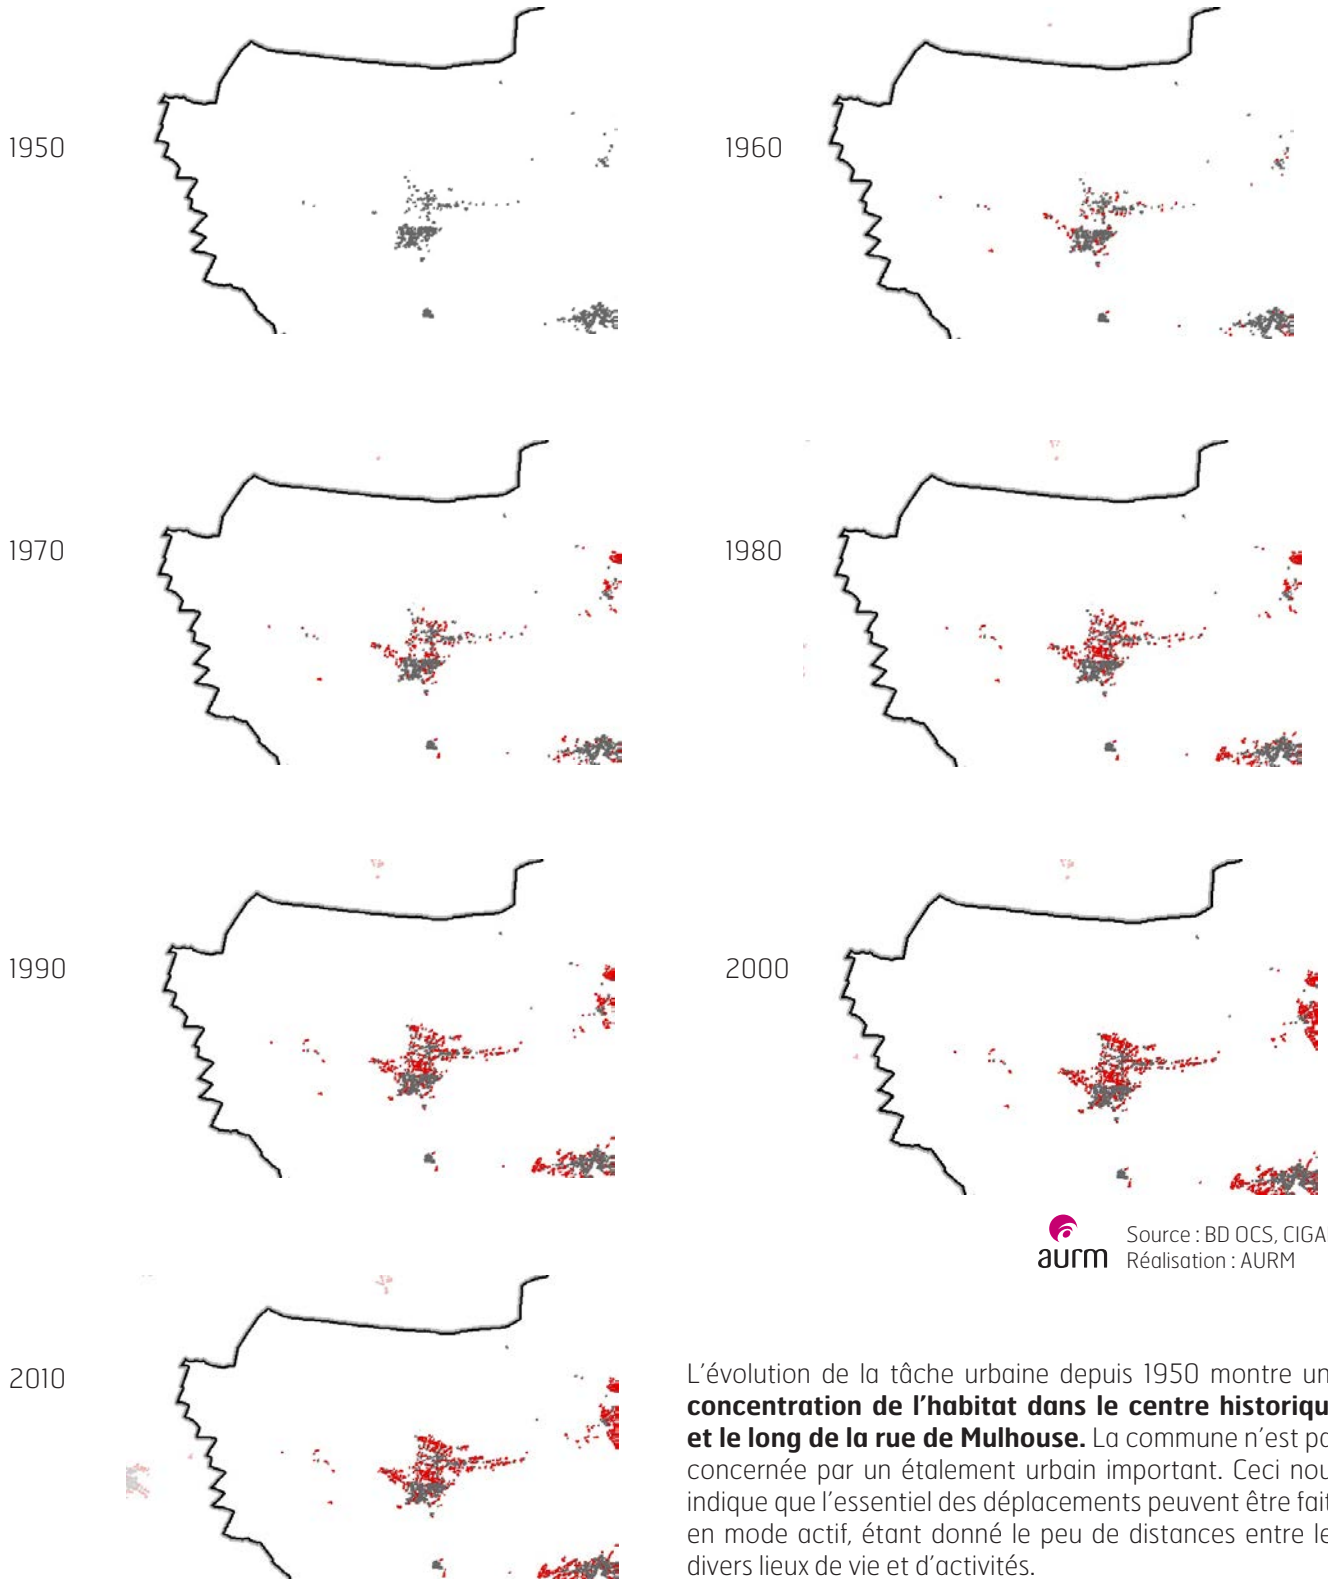 1950
1960
1970
1980
1990
2000
aurm
Source : BD OCS, CIGAL
Réalisation : AURM
2010
L'évolution de la tâche urbaine depuis 1950 montre un
concentration de l'habitat dans le centre historiqu
et le long de la rue de Mulhouse. La commune n'est pa
concernée par un étalement urbain important. Ceci nou
indique que l'essentiel des déplacements peuvent être fait
en mode actif, étant donné le peu de distances entre le
divers lieux de vie et d'activités.